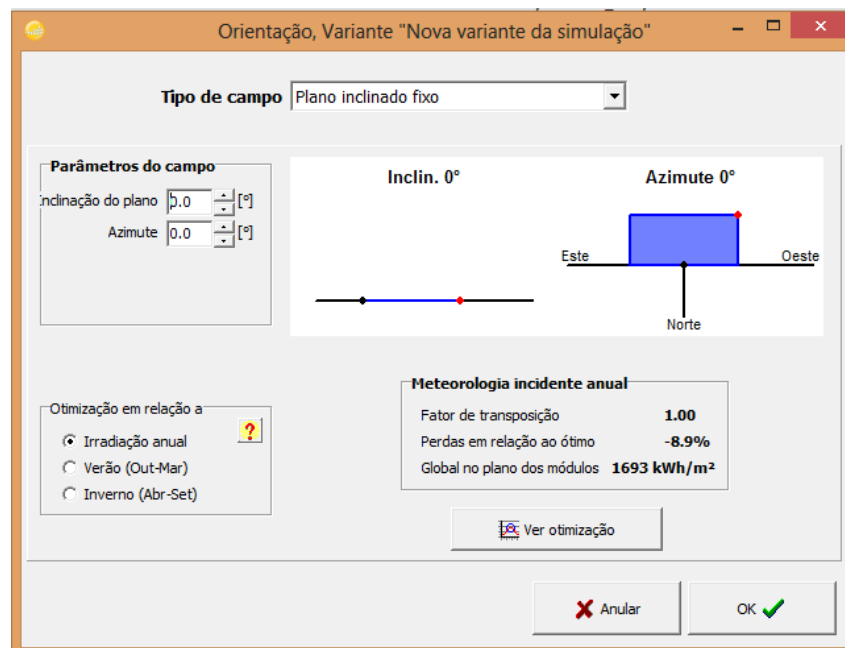 Orientação, Variante "Nova variante da simulação"
Tipo de campo Plano inclinado fixo
Parâmetros do campo
Inclinação do plano 0.0 [°]
Azimute 0.0 [°]
Inclin. 0°
Azimute 0°
Este
Oeste
Norte
Otimização em relação a
?
Irradiação anual
Verão (Out-Mar)
Inverno (Abr-Set)
Meteorologia incidente anual
Fator de transposição 1.00
Perdas em relação ao ótimo -8.9%
Global no plano dos módulos 1693 kWh/m²
Ver otimização
Anular
OK